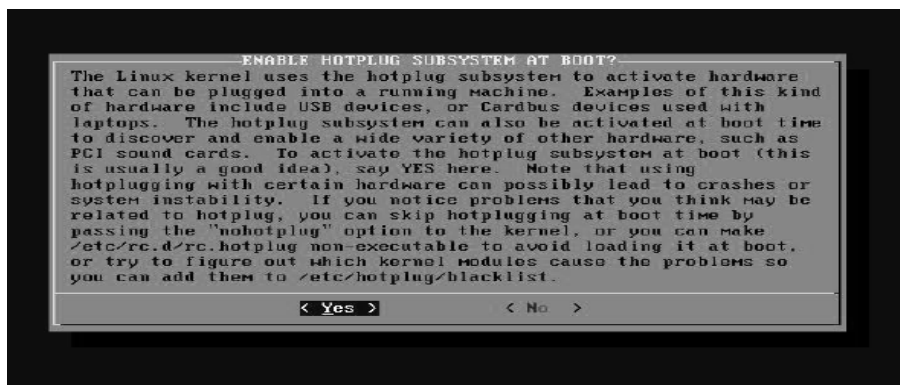 ENABLE HOTPLUG SUBSYSTEM AT BOOT?
The Linux kernel uses the hotplug subsystem to activate hardware
that can be plugged into a running machine.  Examples of this kind
of hardware include USB devices, or Cardbus devices used with
laptops.  The hotplug subsystem can also be activated at boot time
to discover and enable a wide variety of other hardware, such as
PCI sound cards.  To activate the hotplug subsystem at boot (this
is usually a good idea), say YES here.  Note that using
hotplugging with certain hardware can possibly lead to crashes or
system instability.  If you notice problems that you think may be
related to hotplug, you can skip hotplugging at boot time by
passing the "nohotplug" option to the kernel, or you can make
/etc/rc.d/rc.hotplug non-executable to avoid loading it at boot,
or try to figure out which kernel modules cause the problems so
you can add them to /etc/hotplug/blacklist.
< Yes > < No >